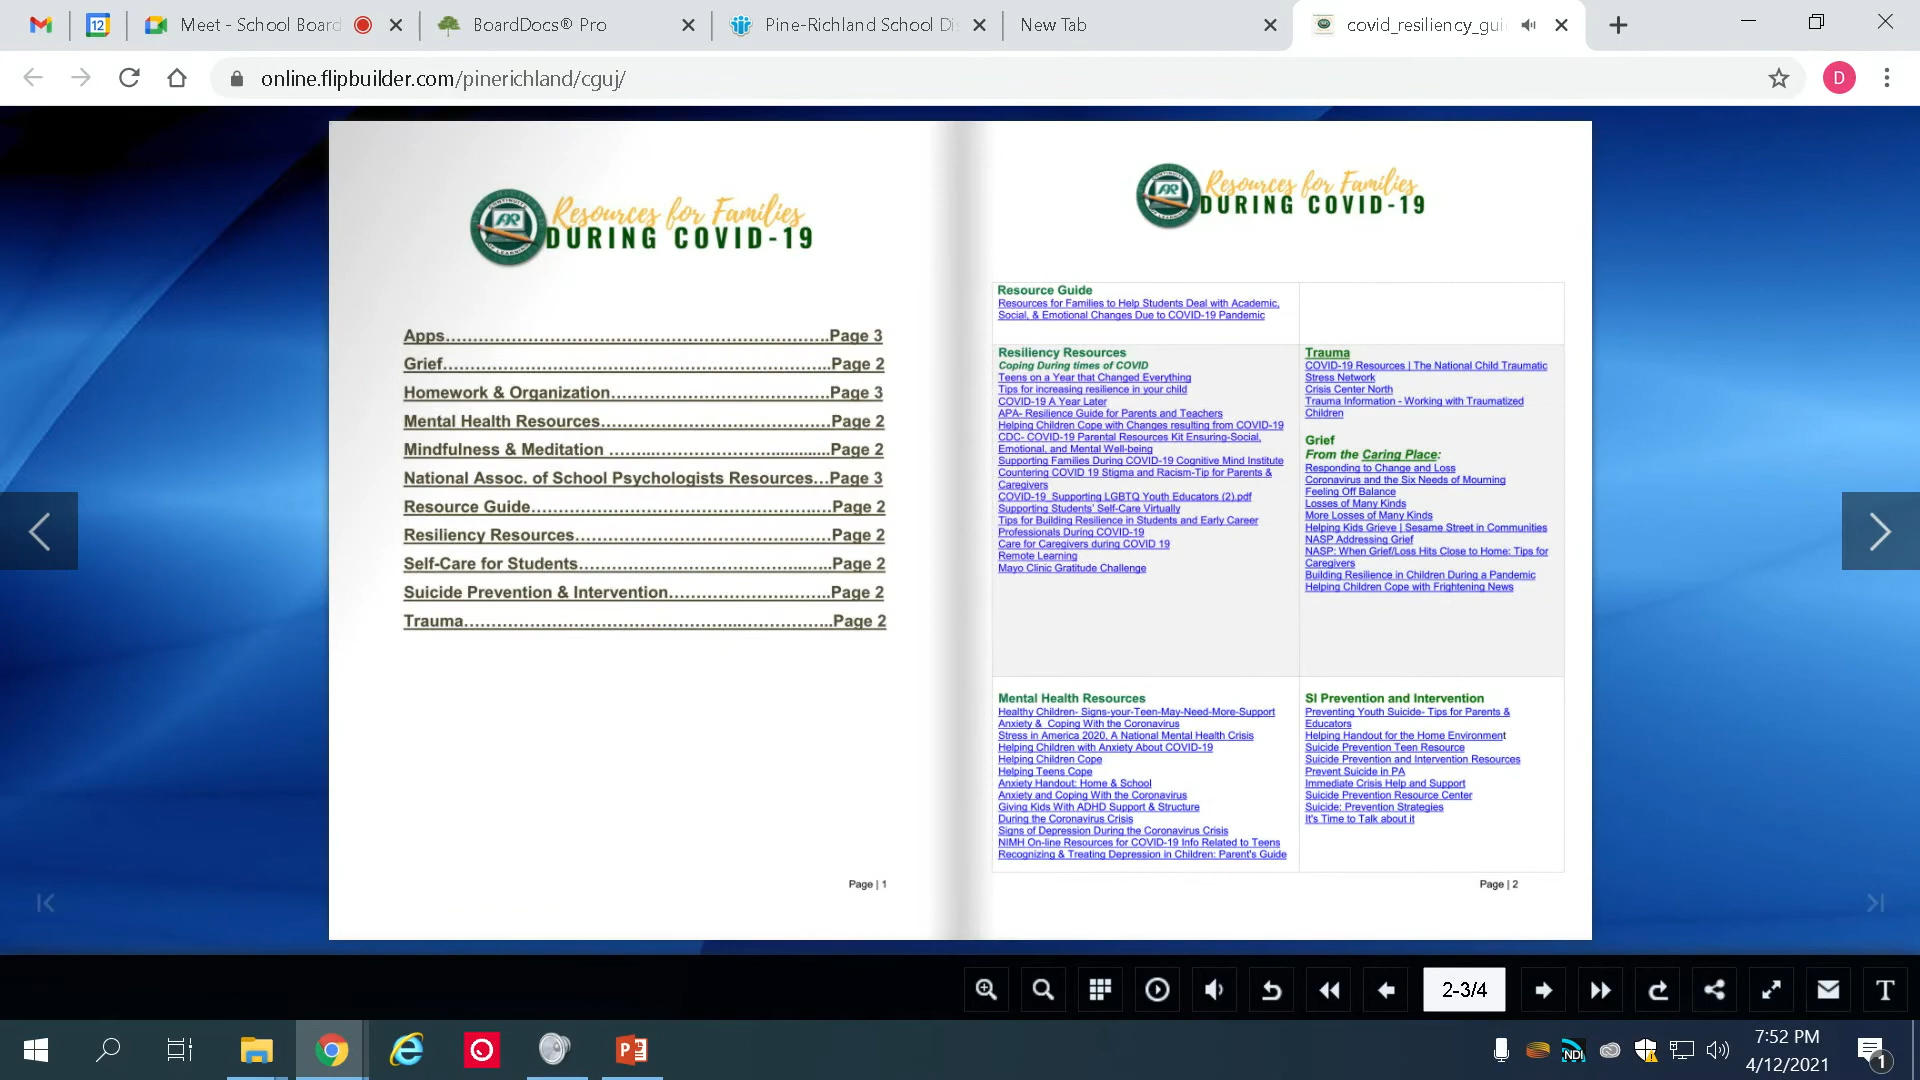 12
Meet - School Board
BoardDocs® Pro
Pine-Richland School Di
New Tab
covid_resiliency_gui
online.flipbuilder.com/pinerichland/cguj/
D
Resources for Families
DURING COVID-19
Apps……………………………………………………………Page 3
Grief……………………………………………………………Page 2
Homework & Organization…………………………………Page 3
Mental Health Resources……………………………………Page 2
Mindfulness & Meditation ……………………............Page 2
National Assoc. of School Psychologists Resources…Page 3
Resource Guide………………………………………………Page 2
Resiliency Resources………………………………………Page 2
Self-Care for Students………………………………………Page 2
Suicide Prevention & Intervention…………………………Page 2
Trauma…………………………………………………………Page 2
Page | 1
Resources for Families
DURING COVID-19
Resource Guide
Resources for Families to Help Students Deal with Academic,
Social, & Emotional Changes Due to COVID-19 Pandemic
Resiliency Resources
Coping During times of COVID
Teens on a Year that Changed Everything
Tips for increasing resilience in your child
COVID-19 A Year Later
APA- Resilience Guide for Parents and Teachers
Helping Children Cope with Changes resulting from COVID-19
CDC- COVID-19 Parental Resources Kit Ensuring-Social,
Emotional, and Mental Well-being
Supporting Families During COVID-19 Cognitive Mind Institute
Countering COVID 19 Stigma and Racism-Tip for Parents &
Caregivers
COVID-19_Supporting LGBTQ Youth Educators (2).pdf
Supporting Students' Self-Care Virtually
Tips for Building Resilience in Students and Early Career
Professionals During COVID-19
Care for Caregivers during COVID 19
Remote Learning
Mayo Clinic Gratitude Challenge
Trauma
COVID-19 Resources | The National Child Traumatic
Stress Network
Crisis Center North
Trauma Information - Working with Traumatized
Children
Grief
From the Caring Place:
Responding to Change and Loss
Coronavirus and the Six Needs of Mourning
Feeling Off Balance
Losses of Many Kinds
More Losses of Many Kinds
Helping Kids Grieve | Sesame Street in Communities
NASP Addressing Grief
NASP: When Grief/Loss Hits Close to Home: Tips for
Caregivers
Building Resilience in Children During a Pandemic
Helping Children Cope with Frightening News
Mental Health Resources
Healthy Children- Signs-your-Teen-May-Need-More-Support
Anxiety & Coping With the Coronavirus
Stress in America 2020, A National Mental Health Crisis
Helping Children with Anxiety About COVID-19
Helping Children Cope
Helping Teens Cope
Anxiety Handout: Home & School
Anxiety and Coping With the Coronavirus
Giving Kids With ADHD Support & Structure
During the Coronavirus Crisis
Signs of Depression During the Coronavirus Crisis
NIMH On-line Resources for COVID-19 Info Related to Teens
Recognizing & Treating Depression in Children: Parent's Guide
SI Prevention and Intervention
Preventing Youth Suicide- Tips for Parents &
Educators
Helping Handout for the Home Environment
Suicide Prevention Teen Resource
Suicide Prevention and Intervention Resources
Prevent Suicide in PA
Immediate Crisis Help and Support
Suicide Prevention Resource Center
Suicide: Prevention Strategies
It's Time to Talk about it
Page | 2
2-3/4
NDI
7:52 PM
4/12/2021
1